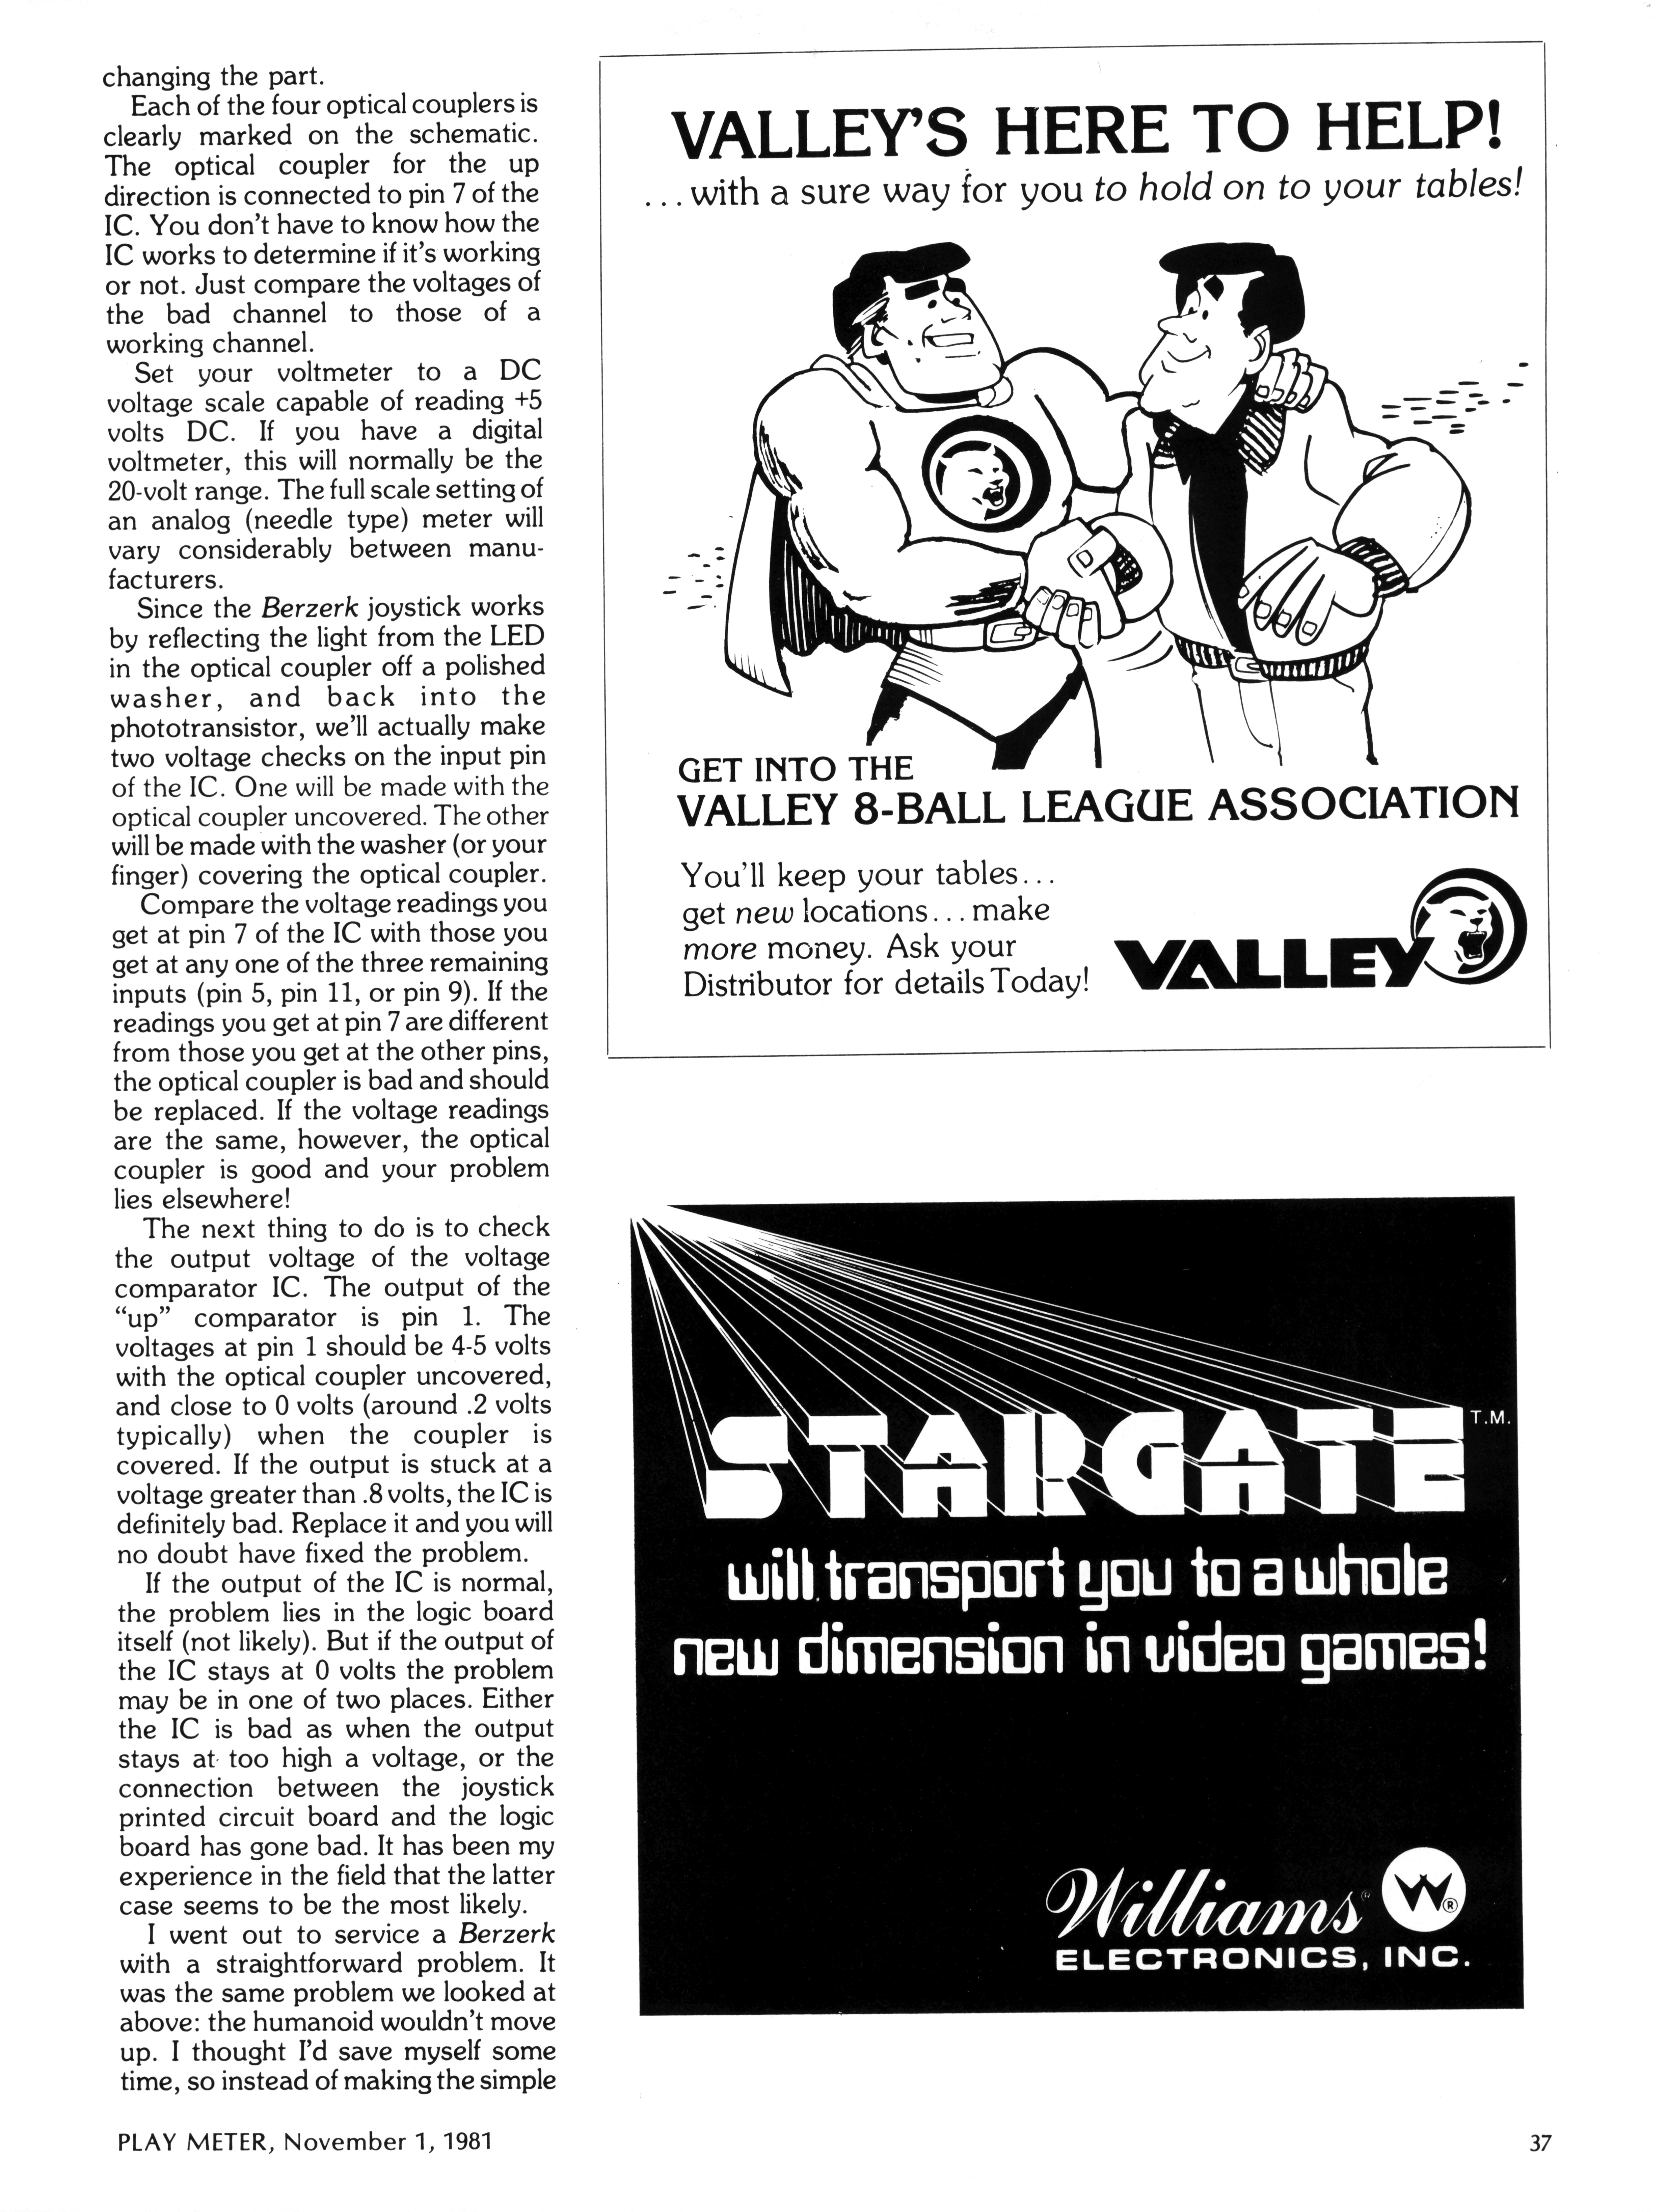 changing the part.
Each of the four optical couplers is
clearly marked on the schematic.
The optical coupler for the up
direction is connected to pin 7 of the
IC. You don't have to know how the
IC works to determine if it's working
or not. Just compare the voltages of
the bad channel to those of a
working channel.
Set your voltmeter to a DC
voltage scale capable of reading +5
volts DC. If you have a digital
voltmeter, this will normally be the
20-volt range. The full scale setting of
an analog (needle type) meter will
vary considerably between manu-
facturers.
Since the Berzerk joystick works
by reflecting the light from the LED
in the optical coupler off a polished
washer, and back into the
phototransistor, we'll actually make
two voltage checks on the input pin
of the IC. One will be made with the
optical coupler uncovered. The other
will be made with the washer (or your
finger) covering the optical coupler.
Compare the voltage readings you
get at pin 7 of the IC with those you
get at any one of the three remaining
inputs (pin 5, pin 11, or pin 9). If the
readings you get at pin 7 are different
from those you get at the other pins,
the optical coupler is bad and should
be replaced. If the voltage readings
are the same, however, the optical
coupler is good and your problem
lies elsewhere!
The next thing to do is to check
the output voltage of the voltage
comparator IC. The output of the
“up” comparator is pin 1. The
voltages at pin 1 should be 4-5 volts
with the optical coupler uncovered,
and close to 0 volts (around .2 volts
typically) when the coupler is
covered. If the output is stuck at a
voltage greater than .8 volts, the IC is
definitely bad. Replace it and you will
no doubt have fixed the problem.
If the output of the IC is normal,
the problem lies in the logic board
itself (not likely). But if the output of
the IC stays at 0 volts the problem
may be in one of two places. Either
the IC is bad as when the output
stays at too high a voltage, or the
connection between the joystick
printed circuit board and the logic
board has gone bad. It has been my
experience in the field that the latter
case seems to be the most likely.
I went out to service a Berzerk
with a straightforward problem. It
was the same problem we looked at
above: the humanoid wouldn't move
up. I thought I'd save myself some
time, so instead of making the simple
VALLEY'S HERE TO HELP!
...with a sure way for you to hold on to your tables!
GET INTO THE
VALLEY 8-BALL LEAGUE ASSOCIATION
You'll keep your tables...
get new locations...make
more money. Ask your
Distributor for details Today!
VALLEY
STARGATE T.M.
will transport you to a whole
new dimension in video games!
Williams® W®
ELECTRONICS, INC.
PLAY METER, November 1, 1981
37